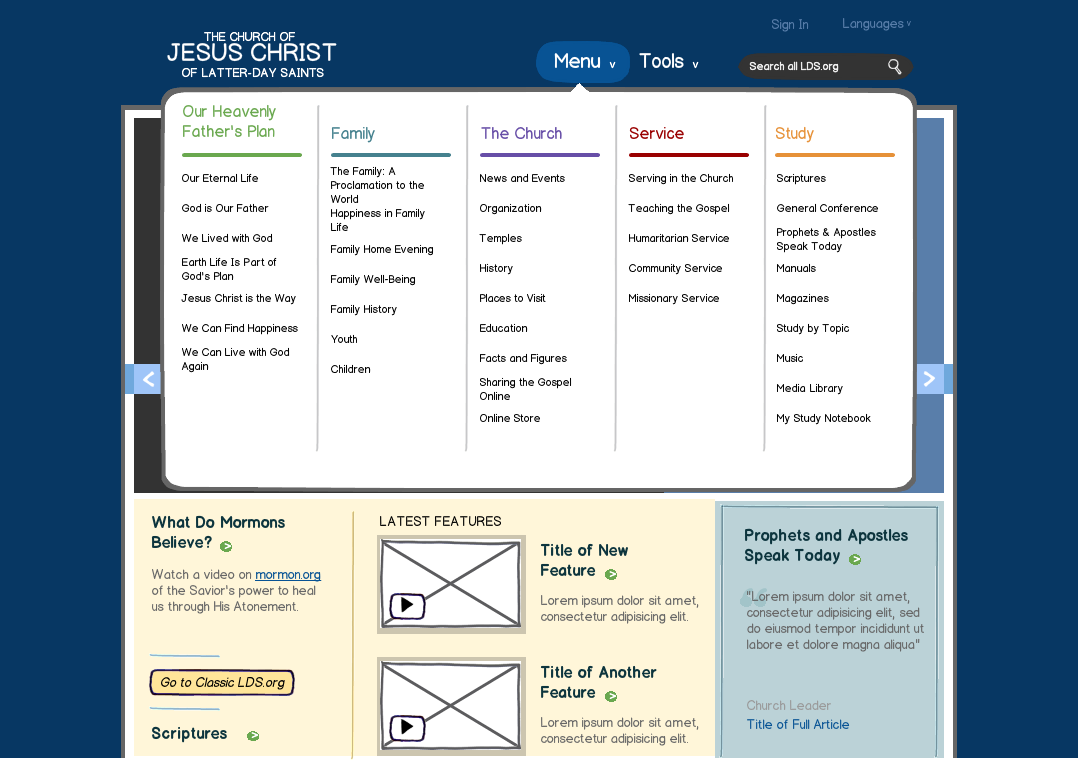 Sign In
Languages v
THE CHURCH OF
JESUS CHRIST
OF LATTER-DAY SAINTS
Menu v
Tools v
Search all LDS.org
Our Heavenly
Father's Plan
Our Eternal Life
God is Our Father
We Lived with God
Earth Life Is Part of
God's Plan
Jesus Christ is the Way
We Can Find Happiness
We Can Live with God
Again
Family
The Family: A
Proclamation to the
World
Happiness in Family
Life
Family Home Evening
Family Well-Being
Family History
Youth
Children
The Church
News and Events
Organization
Temples
History
Places to Visit
Education
Facts and Figures
Sharing the Gospel
Online
Online Store
Service
Serving in the Church
Teaching the Gospel
Humanitarian Service
Community Service
Missionary Service
Study
Scriptures
General Conference
Prophets & Apostles
Speak Today
Manuals
Magazines
Study by Topic
Music
Media Library
My Study Notebook
What Do Mormons
Believe?
Watch a video on mormon.org
of the Savior's power to heal
us through His Atonement.
Go to Classic LDS.org
Scriptures
LATEST FEATURES
Title of New
Feature
Lorem ipsum dolor sit amet,
consectetur adipisicing elit.
Title of Another
Feature
Lorem ipsum dolor sit amet,
consectetur adipisicing elit.
Prophets and Apostles
Speak Today
"Lorem ipsum dolor sit amet,
consectetur adipisicing elit, sed
do eiusmod tempor incididunt ut
labore et dolore magna aliqua"
Church Leader
Title of Full Article